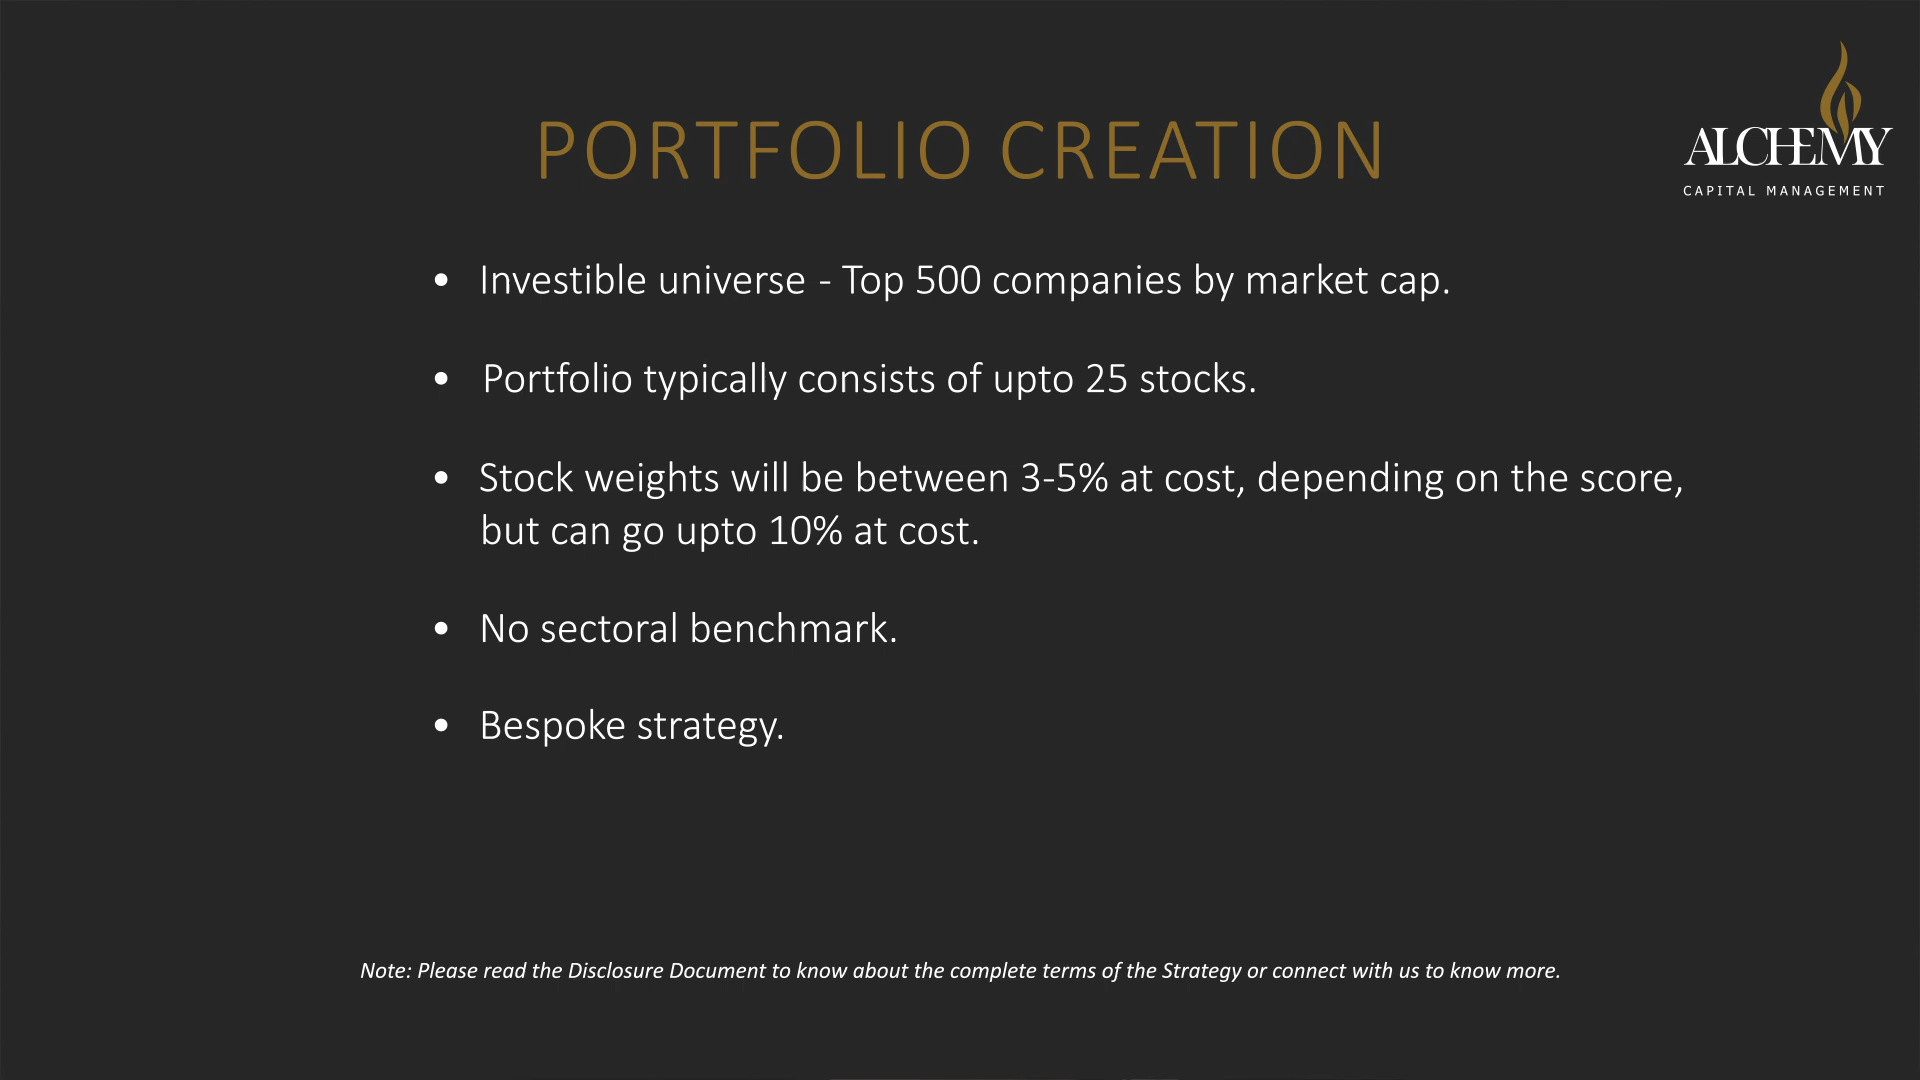 PORTFOLIO CREATION
ALCHEMY
CAPITAL MANAGEMENT
• Investible universe - Top 500 companies by market cap.
• Portfolio typically consists of upto 25 stocks.
• Stock weights will be between 3-5% at cost, depending on the score,
but can go upto 10% at cost.
• No sectoral benchmark.
• Bespoke strategy.
Note: Please read the Disclosure Document to know about the complete terms of the Strategy or connect with us to know more.